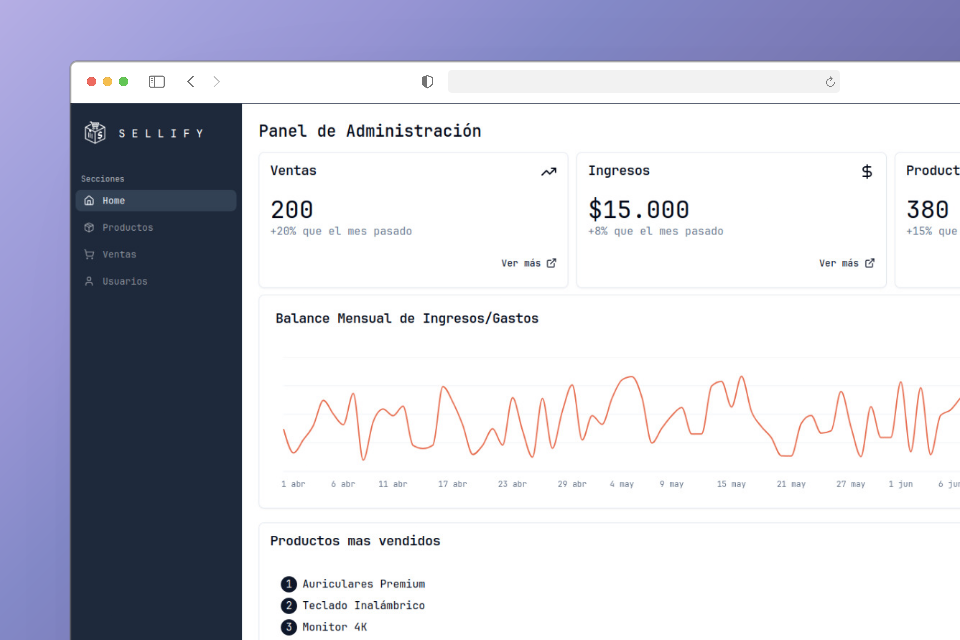 SELLIFY
Secciones
Home
Productos
Ventas
Usuarios
Panel de Administración
Ventas
200
+20% que el mes pasado
Ver más
Ingresos
$
$15.000
+8% que el mes pasado
Ver más
Product
380
+15% que
Balance Mensual de Ingresos/Gastos
1 abr 6 abr 11 abr 17 abr 23 abr 29 abr 4 may 9 may 15 may 21 may 27 may 1 jun 6 ju
Productos mas vendidos
1 Auriculares Premium
2 Teclado Inalámbrico
3 Monitor 4K